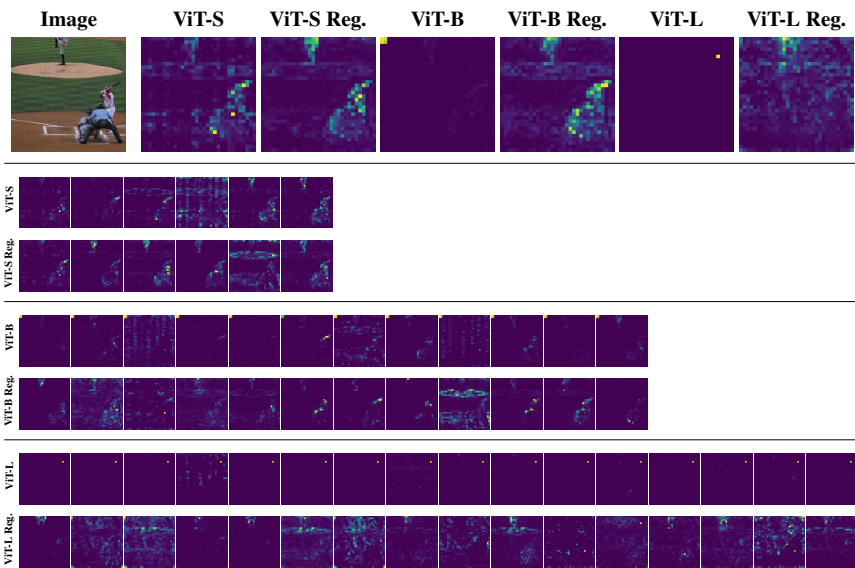 Image ViT-S ViT-S Reg. ViT-B ViT-B Reg. ViT-L ViT-L Reg.
ViT-S
ViT-S Reg.
ViT-B
ViT-B Reg.
ViT-L
ViT-L Reg.